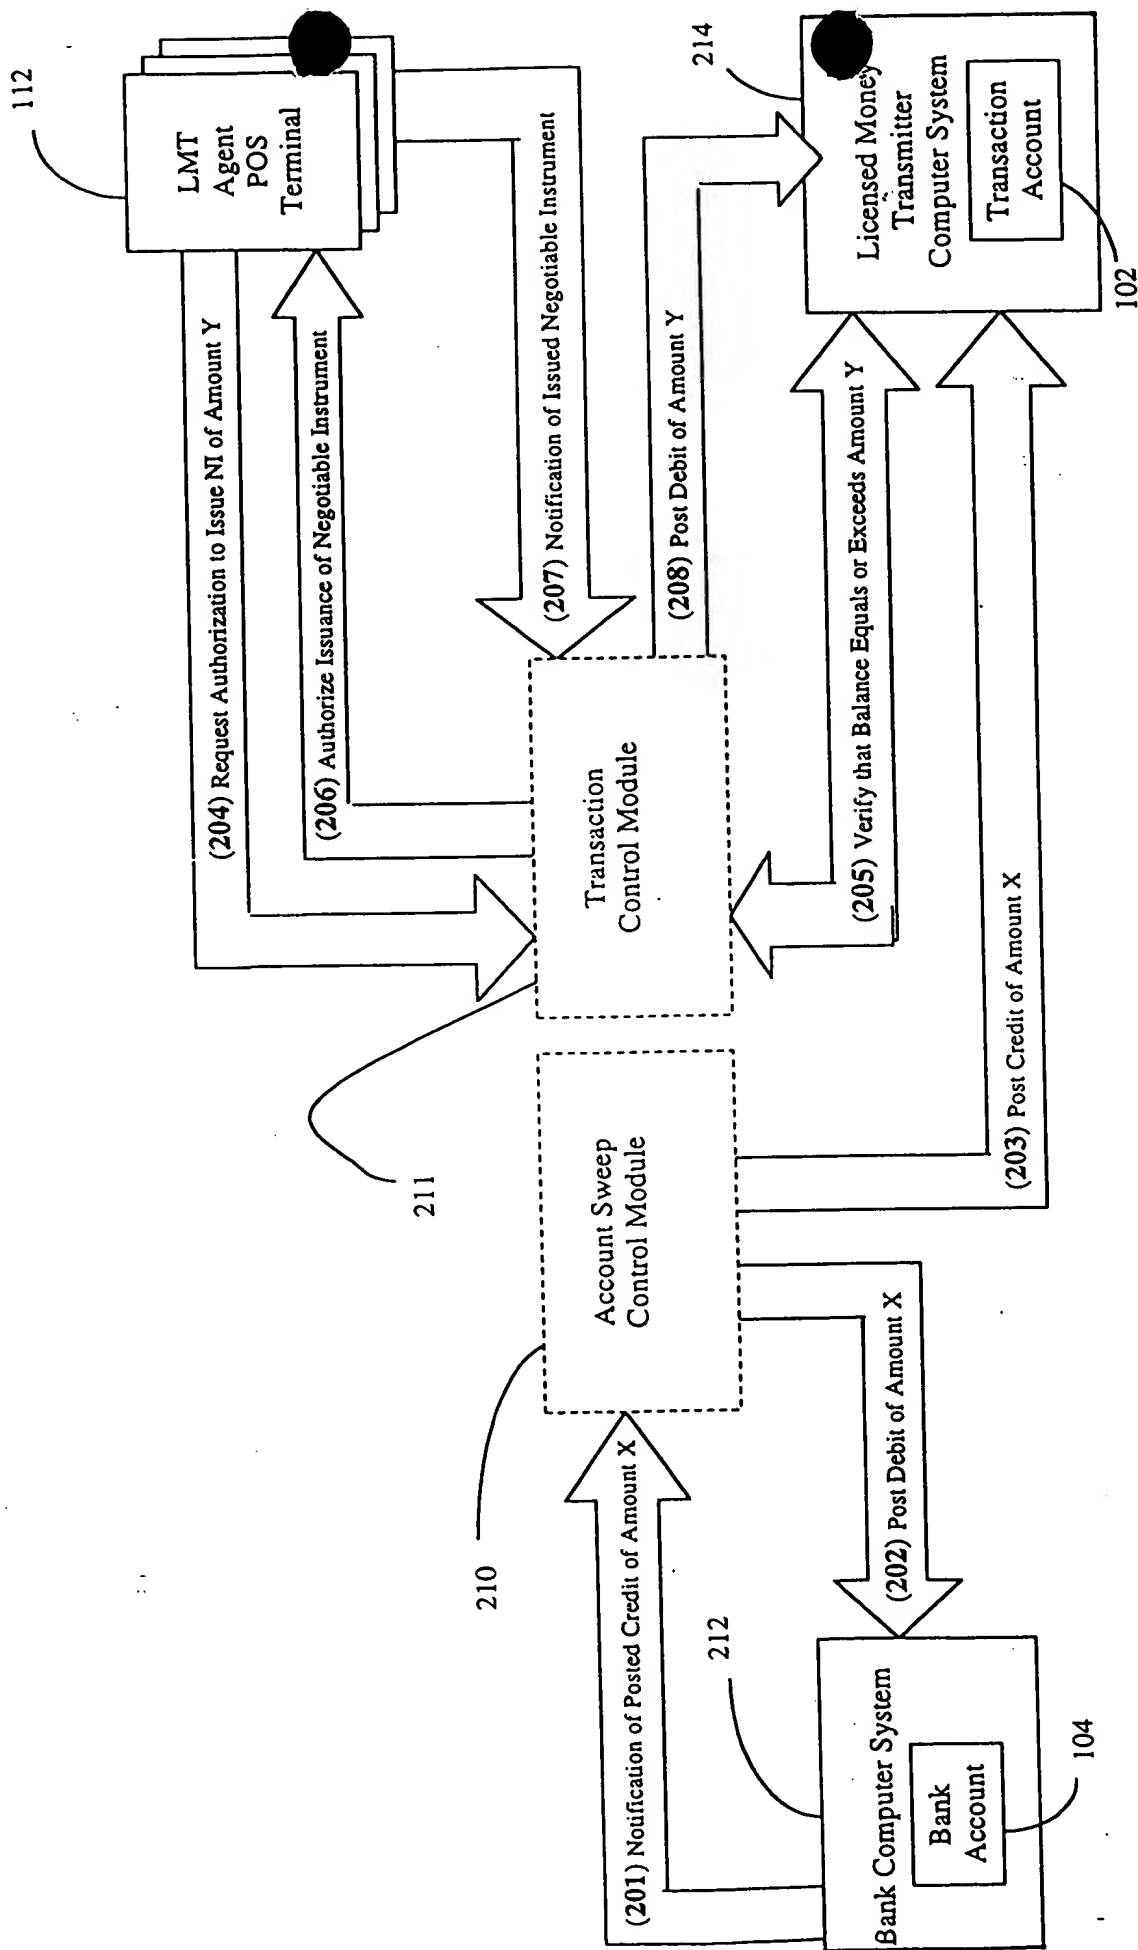 112
LMT
Agent
POS
Terminal
214
Licensed Money
Transmitter
Computer System
Transaction
Account
102
(204) Request Authorization to Issue NI of Amount Y
(206) Authorize Issuance of Negotiable Instrument
(207) Notification of Issued Negotiable Instrument
(208) Post Debit of Amount Y
(205) Verify that Balance Equals or Exceeds Amount Y
(203) Post Credit of Amount X
Transaction
Control Module
211
Account Sweep
Control Module
210
(201) Notification of Posted Credit of Amount X
(202) Post Debit of Amount X
212
Bank Computer System
Bank
Account
104